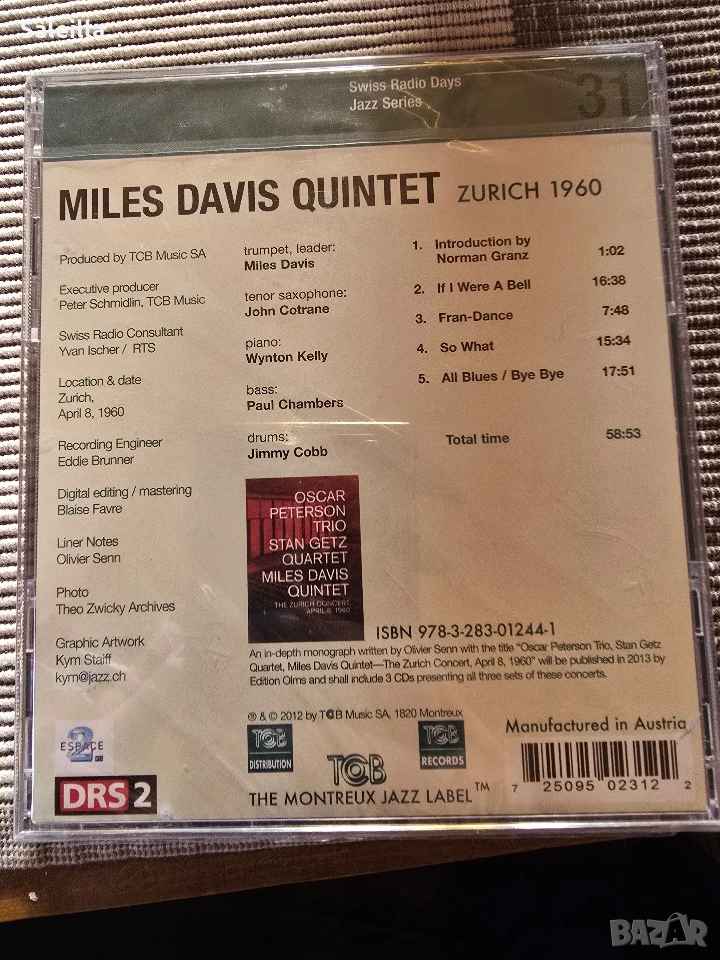 Saleilla
Swiss Radio Days
Jazz Series
31
MILES DAVIS QUINTET ZURICH 1960
Produced by TCB Music SA
Executive producer
Peter Schmidlin, TCB Music
Swiss Radio Consultant
Yvan Ischer / RTS
Location & date
Zurich,
April 8, 1960
Recording Engineer
Eddie Brunner
Digital editing / mastering
Blaise Favre
Liner Notes
Olivier Senn
Photo
Theo Zwicky Archives
Graphic Artwork
Kym Staiff
kym@jazz.ch
trumpet, leader:
Miles Davis
tenor saxophone:
John Cotrane
piano:
Wynton Kelly
bass:
Paul Chambers
drums:
Jimmy Cobb
1. Introduction by
Norman Granz 1:02
2. If I Were A Bell 16:38
3. Fran-Dance 7:48
4. So What 15:34
5. All Blues / Bye Bye 17:51
Total time 58:53
OSCAR
PETERSON
TRIO
STAN GETZ
QUARTET
MILES DAVIS
QUINTET
THE ZURICH CONCERT
APRIL 8, 1960
ISBN 978-3-283-01244-1
An in-depth monograph written by Olivier Senn with the title "Oscar Peterson Trio, Stan Getz
Quartet, Miles Davis Quintet—The Zurich Concert, April 8, 1960" will be published in 2013 by
Edition Olms and shall include 3 CDs presenting all three sets of these concerts.
℗ & © 2012 by TCB Music SA, 1820 Montreux
Manufactured in Austria
ESPACE
2
DRS 2
TCB
DISTRIBUTION
TCB
TCB
RECORDS
THE MONTREUX JAZZ LABEL™
7 25095 02312 2
BAZAR